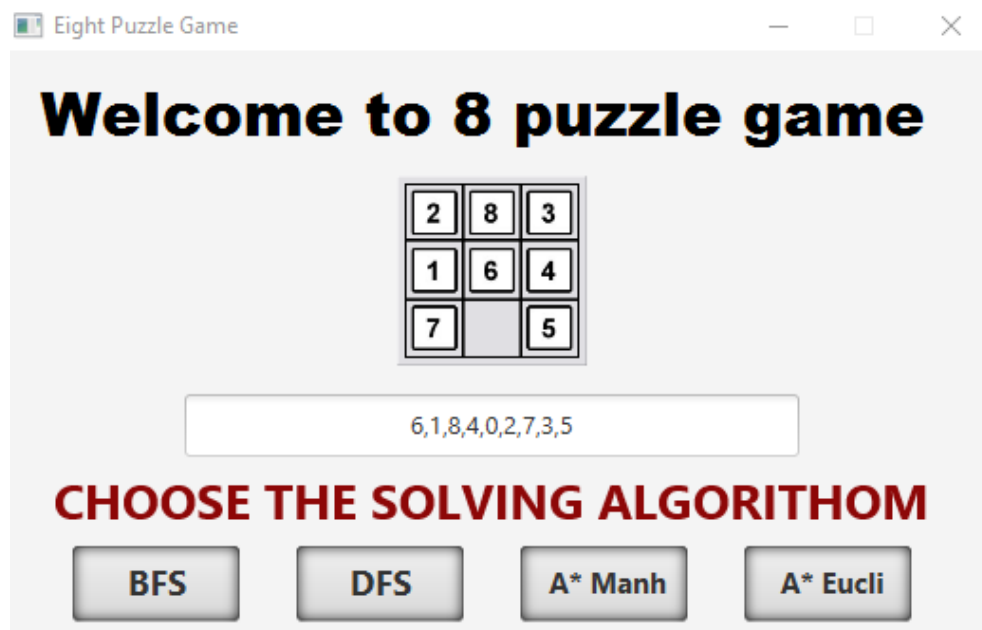 Eight Puzzle Game
Welcome to 8 puzzle game
2 8 3
1 6 4
7 5
6,1,8,4,0,2,7,3,5
CHOOSE THE SOLVING ALGORITHOM
BFS DFS A* Manh A* Eucli